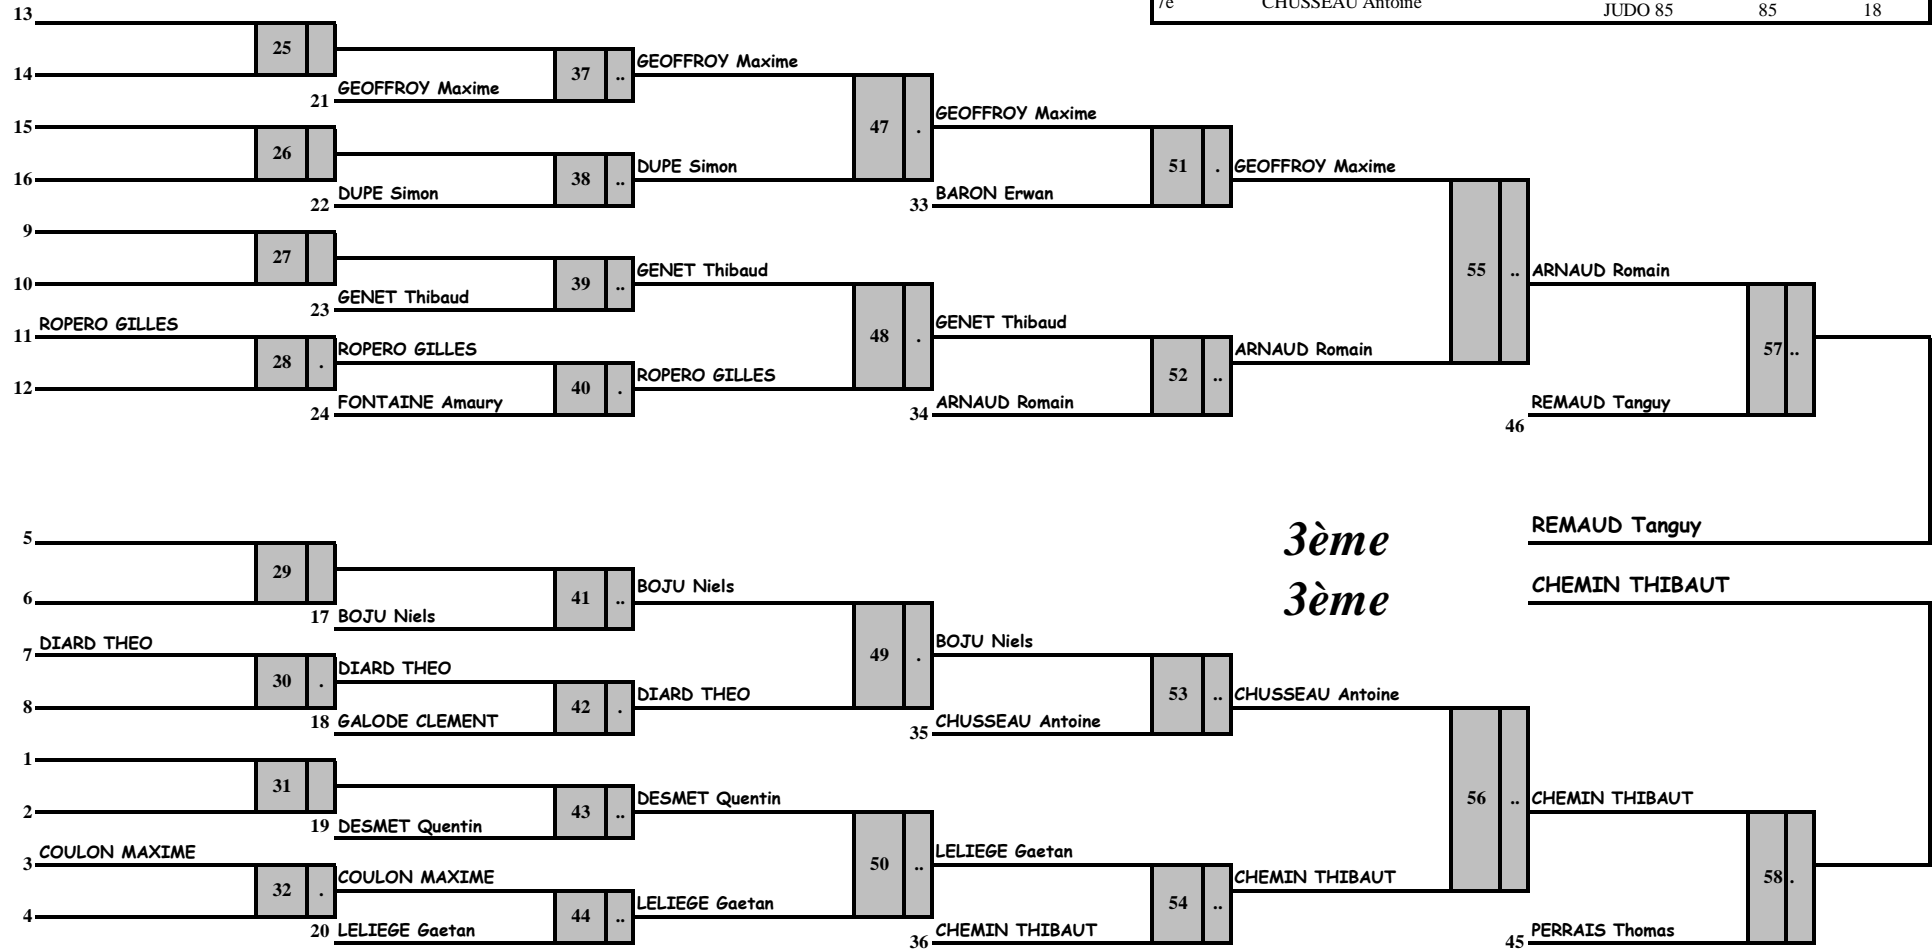 7e CHUSSEAU Antoine JUDO 85 85 18
13
25
14
GEOFFROY Maxime
21
37 ..
GEOFFROY Maxime
15
26
16
DUPE Simon
22
38 ..
DUPE Simon
47 .
GEOFFROY Maxime
BARON Erwan
33
51 .
GEOFFROY Maxime
9
27
10
GENET Thibaud
23
39 ..
GENET Thibaud
ROPERO GILLES
11
28 .
12
ROPERO GILLES
FONTAINE Amaury
24
40 .
ROPERO GILLES
48 .
GENET Thibaud
ARNAUD Romain
34
52 ..
ARNAUD Romain
55 ..
ARNAUD Romain
REMAUD Tanguy
46
57 ..
3ème REMAUD Tanguy
3ème CHEMIN THIBAUT
5
29
6
17 BOJU Niels
41 ..
BOJU Niels
DIARD THEO
7
30 .
8
DIARD THEO
18 GALODE CLEMENT
42 .
DIARD THEO
49 .
BOJU Niels
CHUSSEAU Antoine
35
53 ..
CHUSSEAU Antoine
1
31
2
19 DESMET Quentin
43 ..
DESMET Quentin
COULON MAXIME
3
32 .
4
COULON MAXIME
20 LELIEGE Gaetan
44 ..
LELIEGE Gaetan
50 ..
LELIEGE Gaetan
36 CHEMIN THIBAUT
54 ..
CHEMIN THIBAUT
56 ..
CHEMIN THIBAUT
45 PERRAIS Thomas
58 .